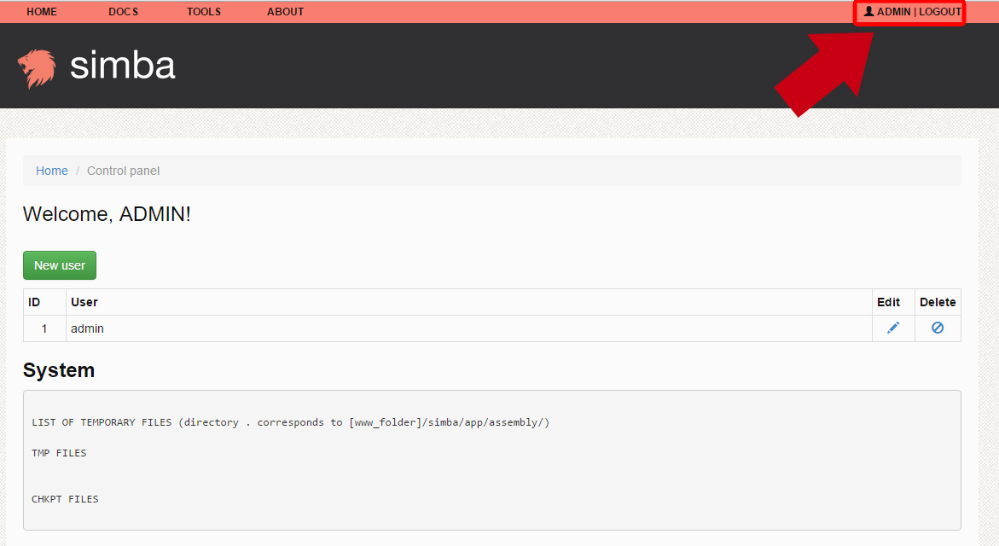 HOME DOCS TOOLS ABOUT ADMIN | LOGOUT
simba
Home / Control panel
Welcome, ADMIN!
New user
ID User Edit Delete
1 admin
System
LIST OF TEMPORARY FILES (directory . corresponds to [www_folder]/simba/app/assembly/)
TMP FILES
CHKPT FILES